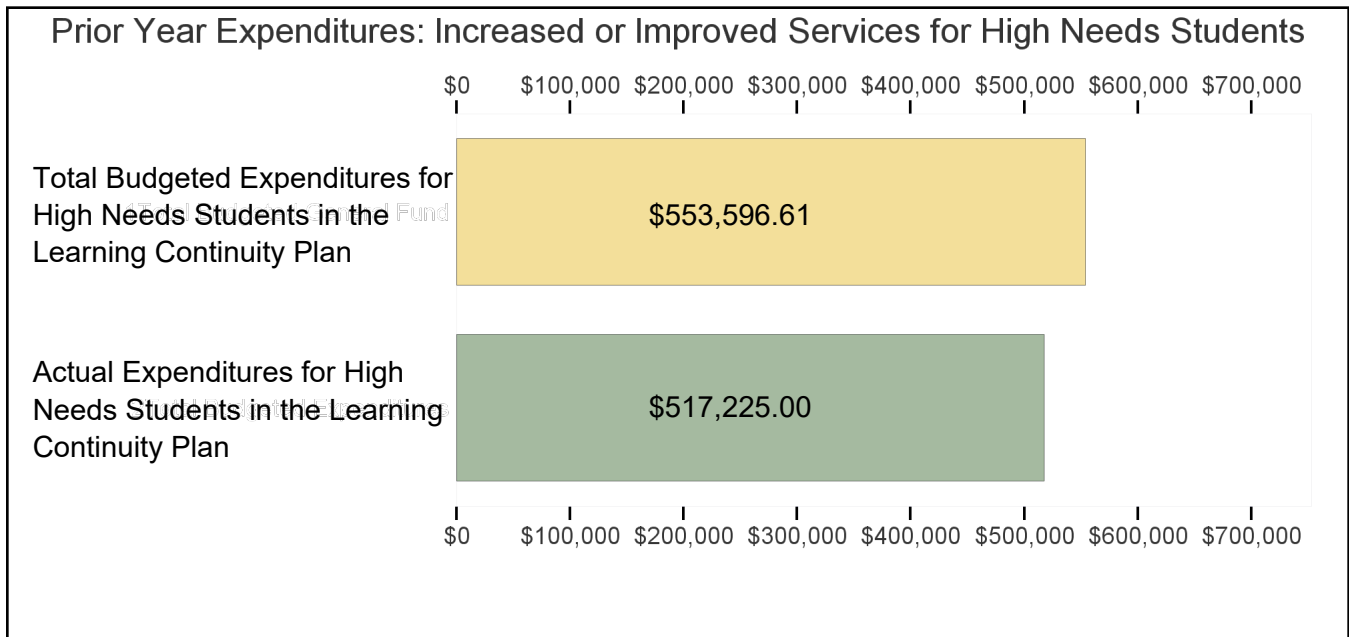 Prior Year Expenditures: Increased or Improved Services for High Needs Students
$0 $100,000 $200,000 $300,000 $400,000 $500,000 $600,000 $700,000
Total Budgeted Expenditures for
High Needs Students in the
Learning Continuity Plan
$553,596.61
Actual Expenditures for High
Needs Students in the Learning
Continuity Plan
$517,225.00
$0 $100,000 $200,000 $300,000 $400,000 $500,000 $600,000 $700,000